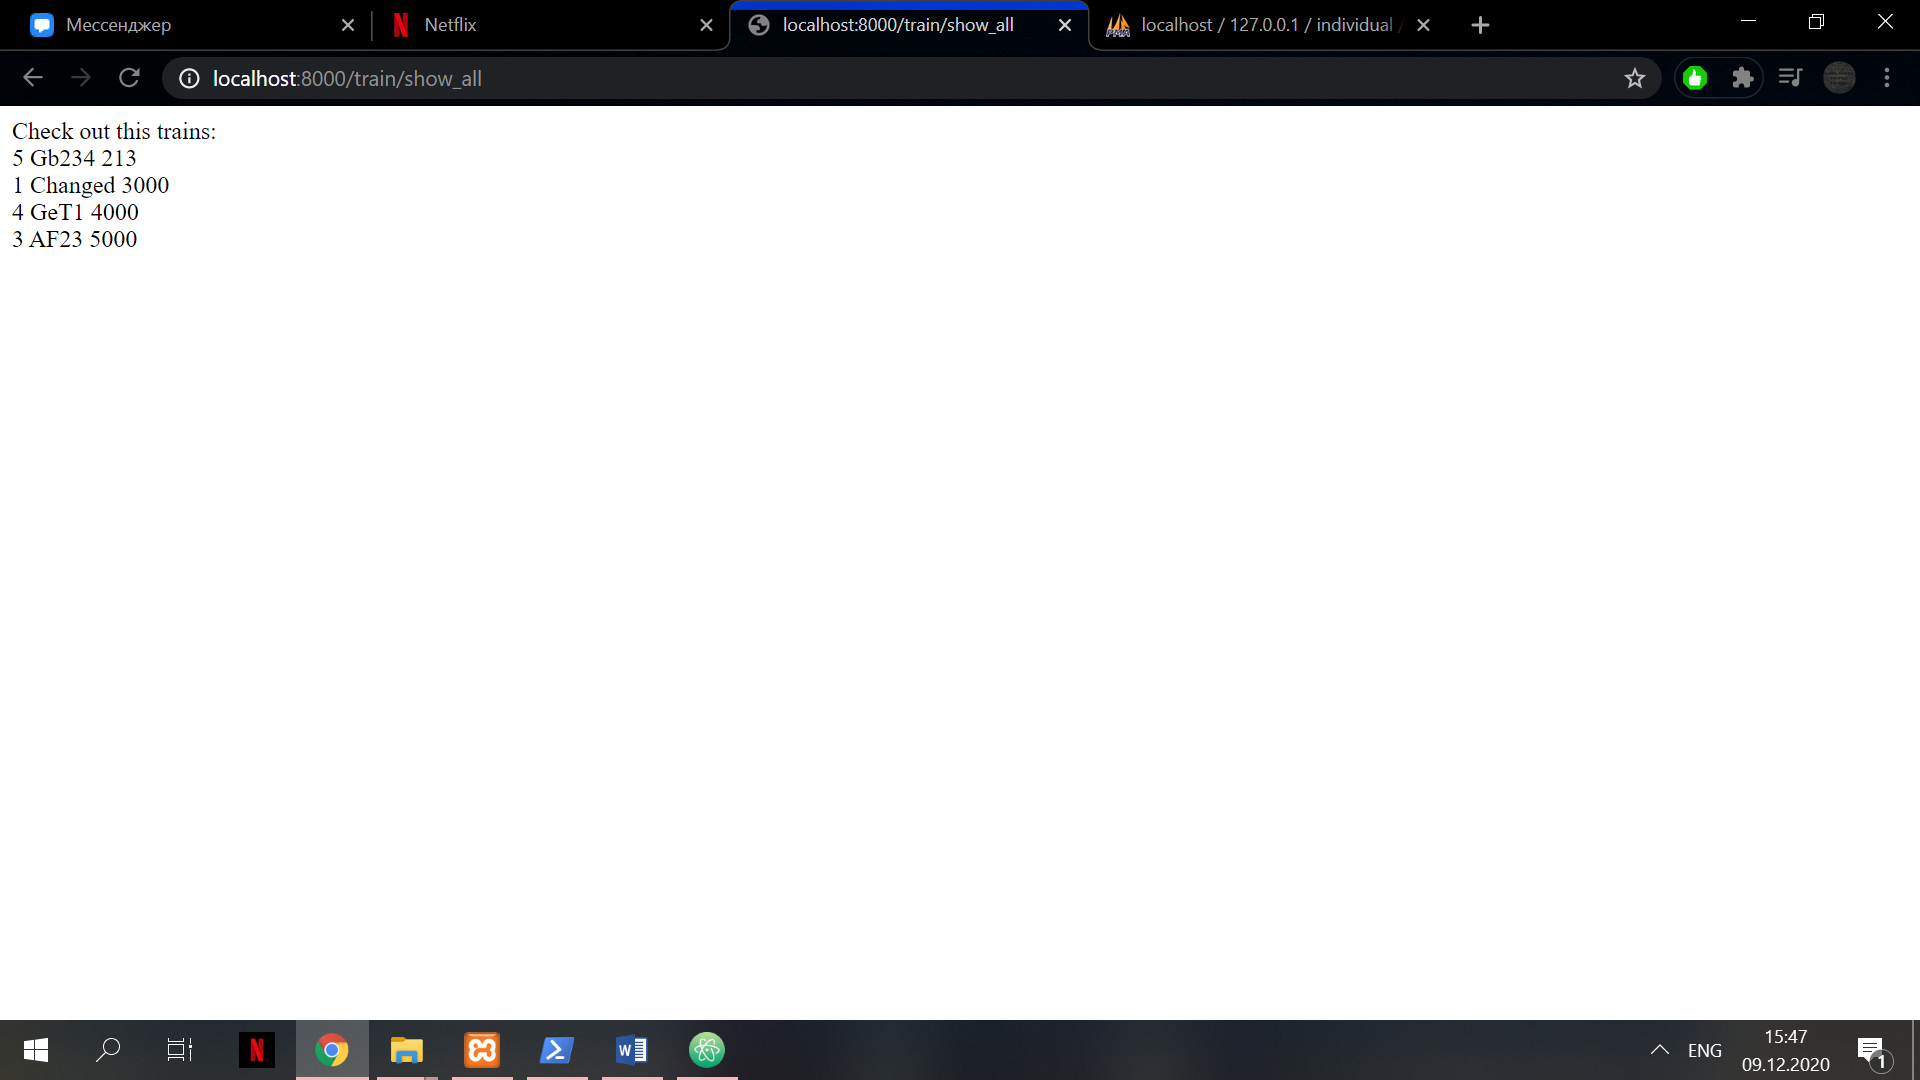 Мессенджер
Netflix
localhost:8000/train/show_all
localhost / 127.0.0.1 / individual /
localhost:8000/train/show_all
Check out this trains:
5 Gb234 213
1 Changed 3000
4 GeT1 4000
3 AF23 5000
ENG
15:47
09.12.2020
1